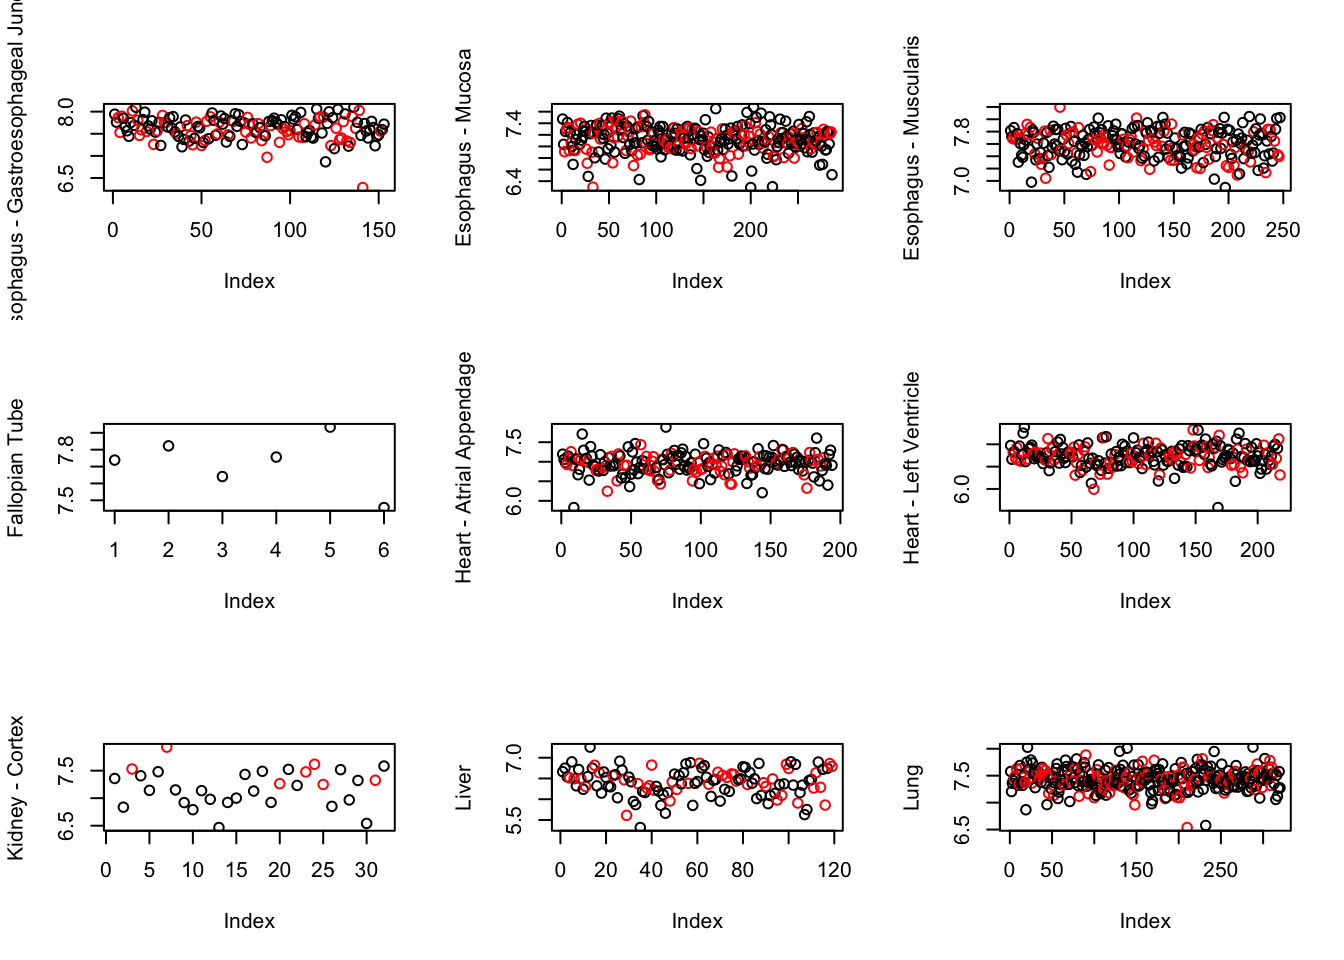 sophagus - Gastroesophageal Junc
8.0
6.5
0 50 100 150
Index
Esophagus - Mucosa
7.4
6.4
0 50 100 200
Index
Esophagus - Muscularis
7.8
7.0
0 50 100 150 200 250
Index
Fallopian Tube
7.8
7.5
1 2 3 4 5 6
Index
Heart - Atrial Appendage
7.5
6.0
0 50 100 150 200
Index
Heart - Left Ventricle
6.0
0 50 100 150 200
Index
Kidney - Cortex
7.5
6.5
0 5 10 15 20 25 30
Index
Liver
7.0
5.5
0 20 40 60 80 120
Index
Lung
7.5
6.5
0 50 150 250
Index